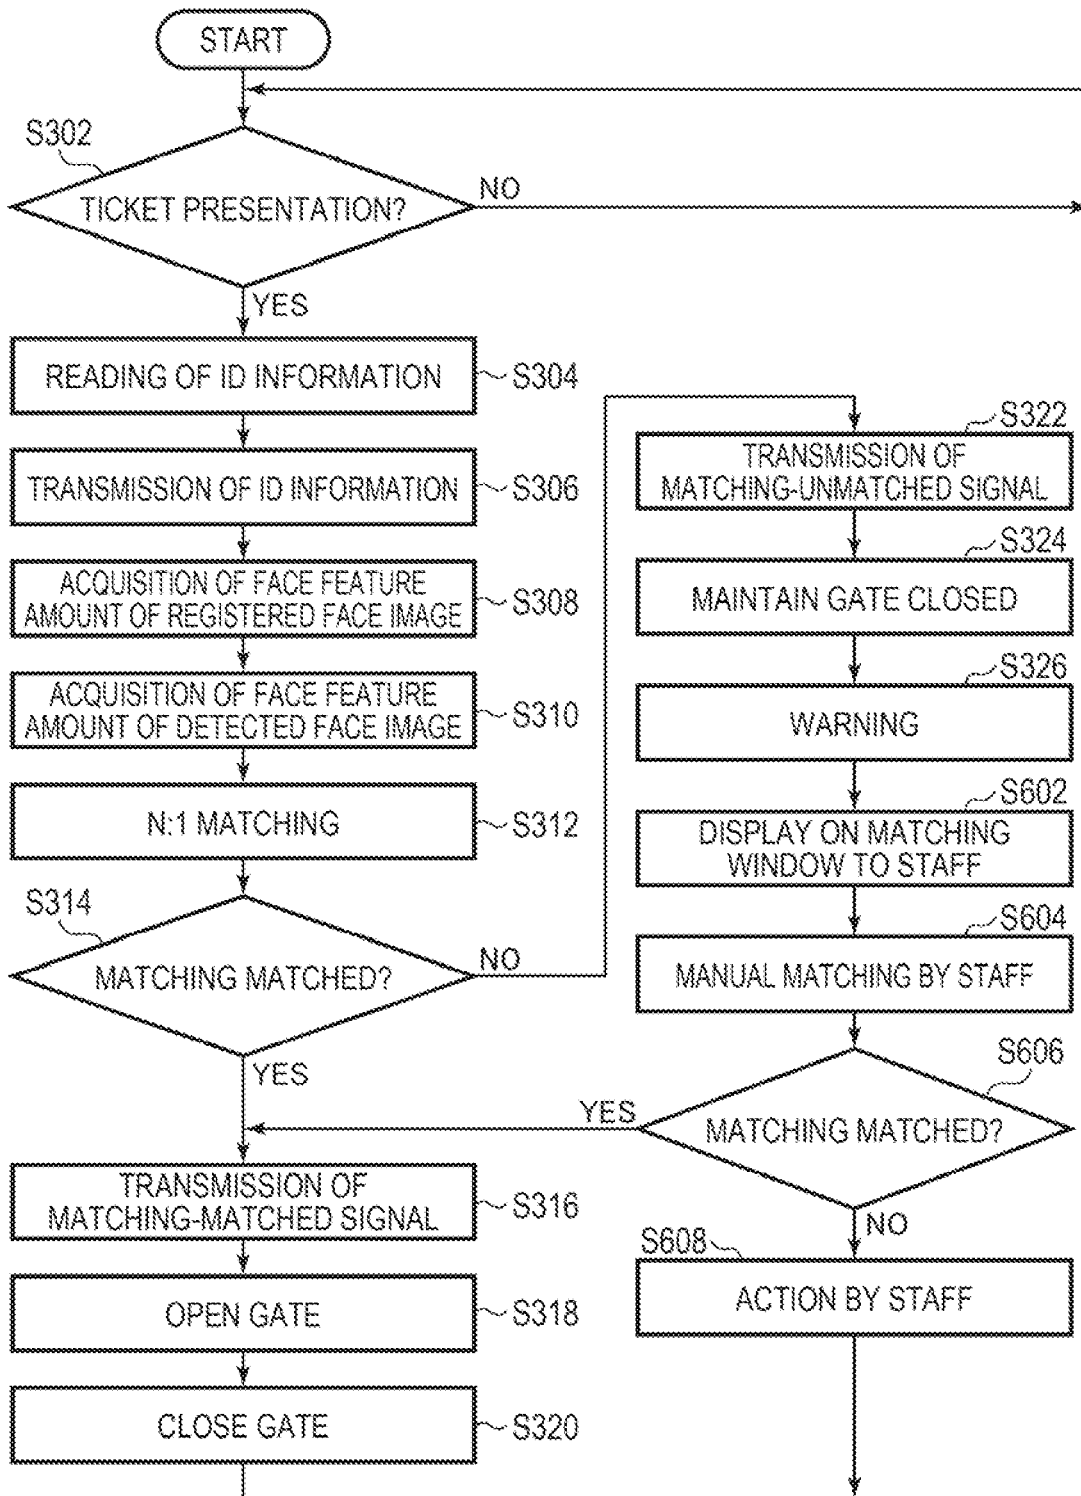 START
S302
TICKET PRESENTATION?
NO
YES
READING OF ID INFORMATION
S304
TRANSMISSION OF ID INFORMATION
S306
ACQUISITION OF FACE FEATURE
AMOUNT OF REGISTERED FACE IMAGE
S308
ACQUISITION OF FACE FEATURE
AMOUNT OF DETECTED FACE IMAGE
S310
N:1 MATCHING
S312
S314
MATCHING MATCHED?
NO
YES
TRANSMISSION OF
MATCHING-MATCHED SIGNAL
S316
OPEN GATE
S318
CLOSE GATE
S320
S322
TRANSMISSION OF
MATCHING-UNMATCHED SIGNAL
S324
MAINTAIN GATE CLOSED
S326
WARNING
S602
DISPLAY ON MATCHING
WINDOW TO STAFF
S604
MANUAL MATCHING BY STAFF
S606
YES
MATCHING MATCHED?
NO
S608
ACTION BY STAFF